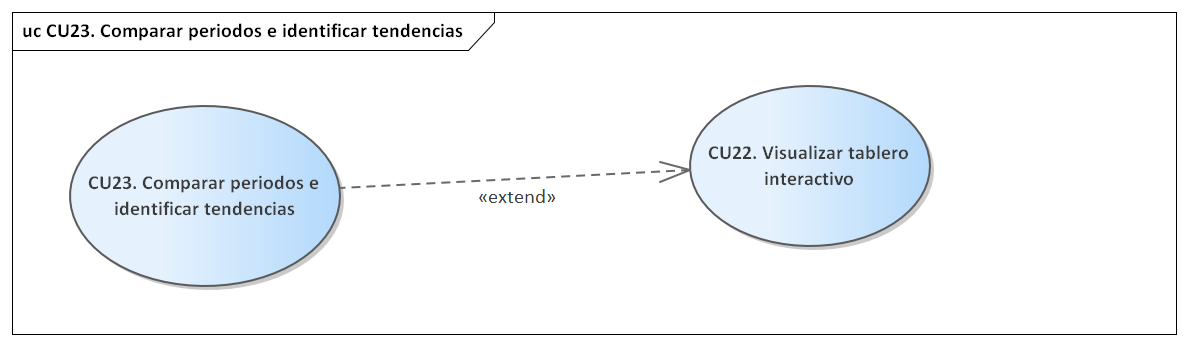 uc CU23. Comparar periodos e identificar tendencias
CU23. Comparar periodos e
identificar tendencias
«extend»
CU22. Visualizar tablero
interactivo